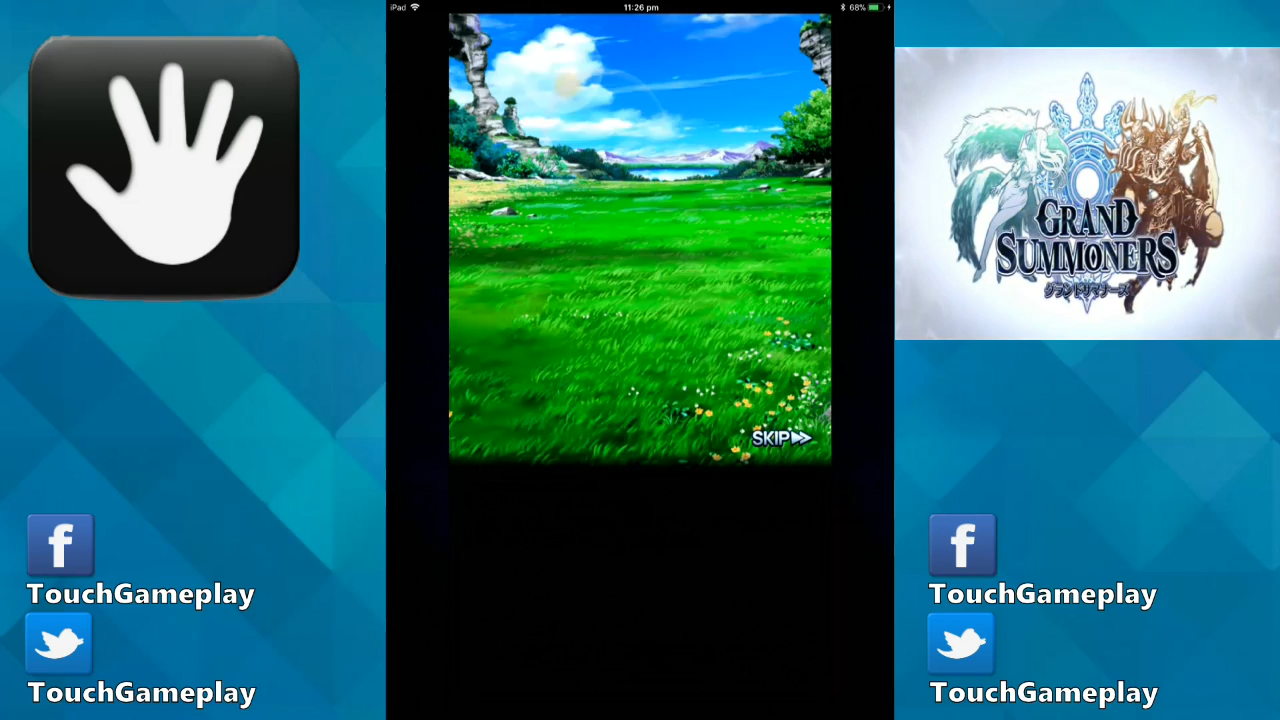 iPad
11:26 pm
68%
GRAND
SUMMONERS
グランドサマナーズ
SKIP
TouchGameplay
TouchGameplay
TouchGameplay
TouchGameplay